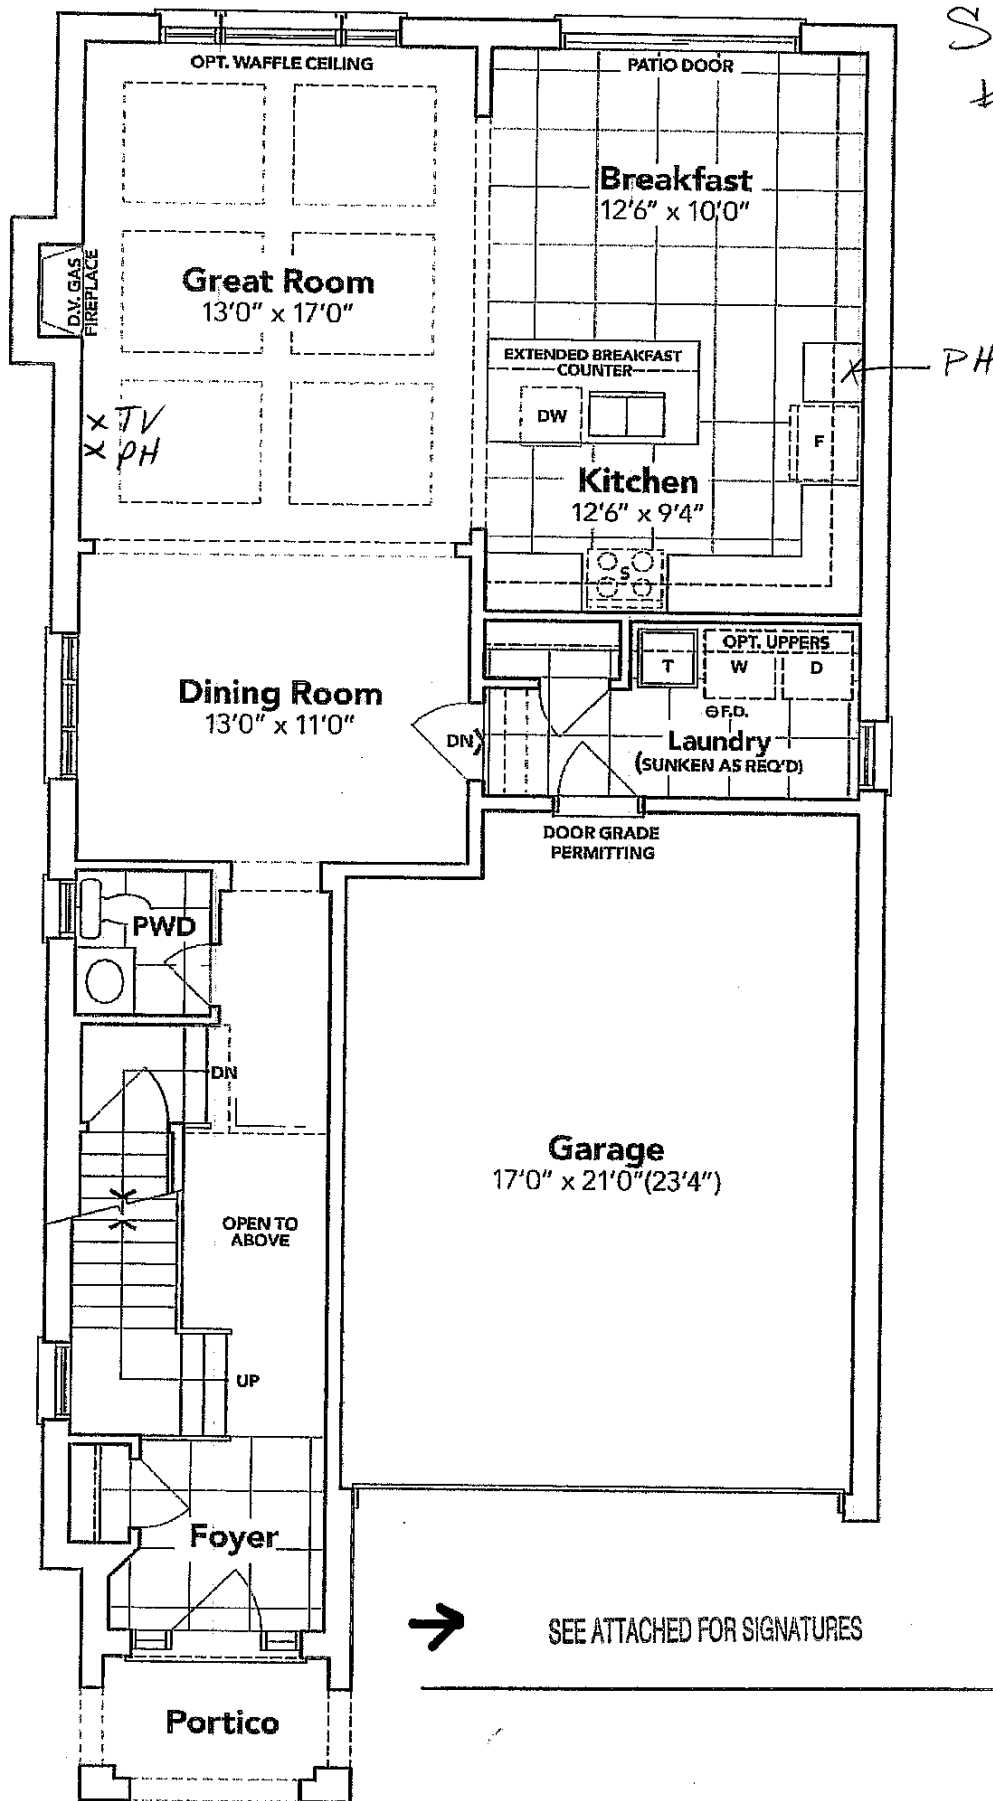 S
OPT. WAFFLE CEILING
PATIO DOOR
Breakfast
12'6" x 10'0"
D.V. GAS
FIREPLACE
Great Room
13'0" x 17'0"
EXTENDED BREAKFAST
COUNTER
X
PH
DW
F
X TV
X PH
Kitchen
12'6" x 9'4"
S
OPT. UPPERS
T
W
D
Dining Room
13'0" x 11'0"
F.D.
DN
Laundry
(SUNKEN AS REQ'D)
DOOR GRADE
PERMITTING
PWD
DN
Garage
17'0" x 21'0"(23'4")
OPEN TO
ABOVE
UP
Foyer
SEE ATTACHED FOR SIGNATURES
Portico